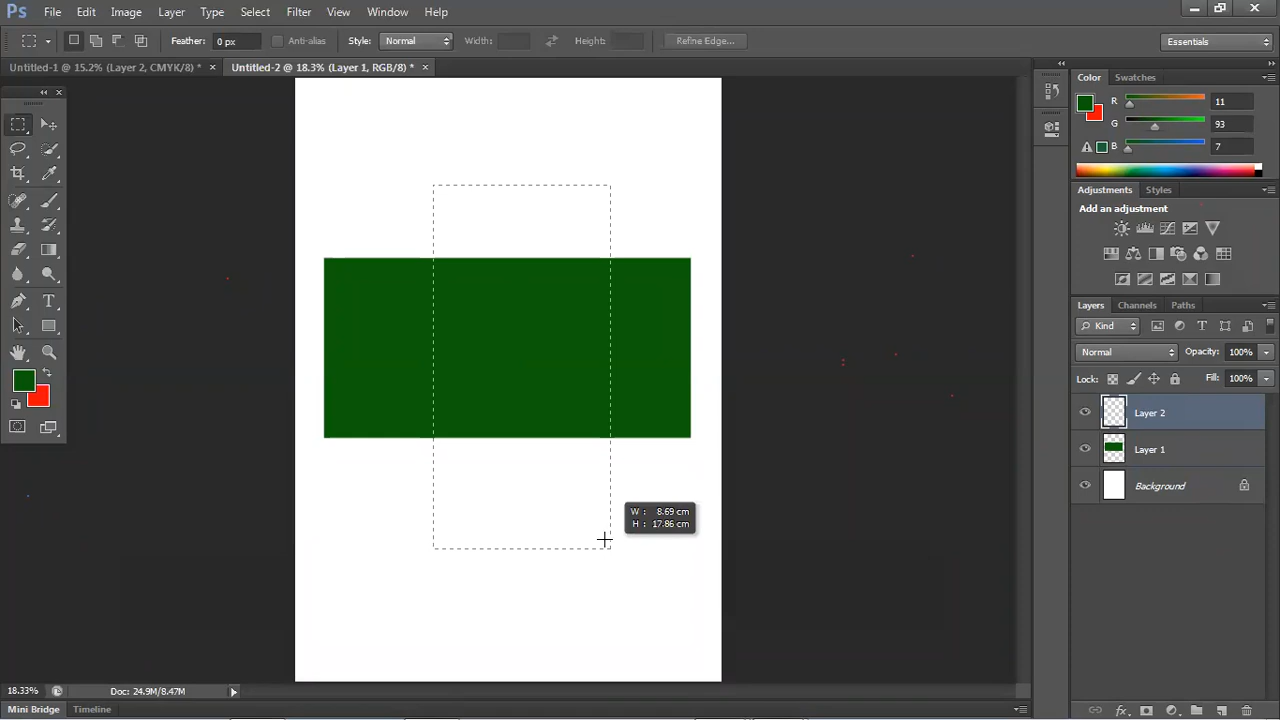 Ps File Edit Image Layer Type Select Filter View Window Help
Feather: 0 px Anti-alias Style: Normal Width: Height: Refine Edge... Essentials
Untitled-1 @ 15.2% (Layer 2, CMYK/8) * × Untitled-2 @ 18.3% (Layer 1, RGB/8) * ×
Color Swatches
R 11
G 93
B 7
Adjustments Styles
Add an adjustment
Layers Channels Paths
Kind
Normal Opacity: 100%
Lock: Fill: 100%
Layer 2
Layer 1
Background
W: 8.69 cm
H: 17.86 cm
18.33% Doc: 24.9M/8.47M
Mini Bridge Timeline